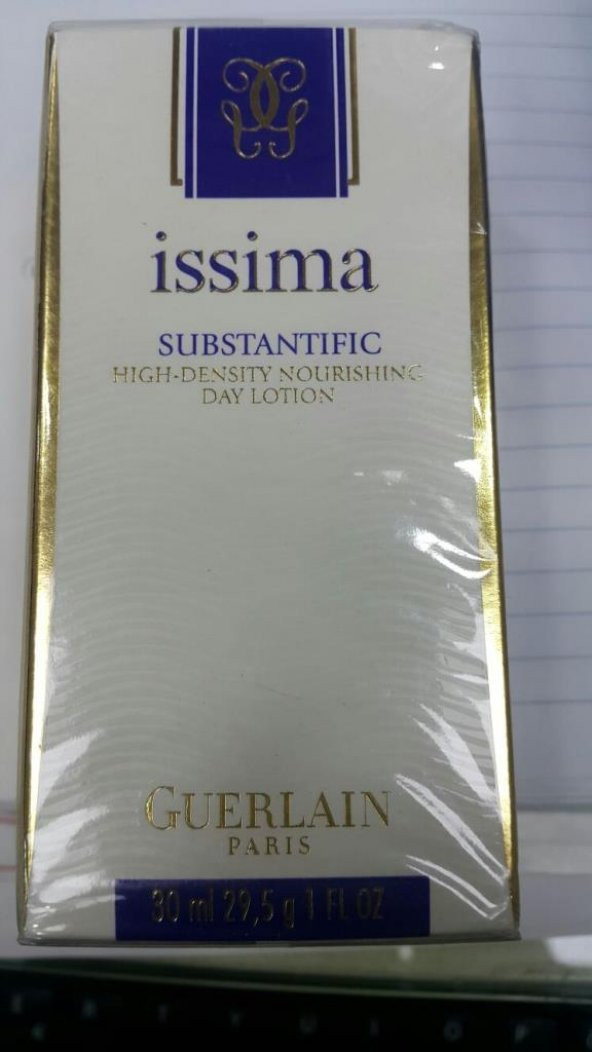 issima
SUBSTANTIFIC
HIGH-DENSITY NOURISHING
DAY LOTION
GUERLAIN
PARIS
30 ml 29,5 g 1 FL OZ